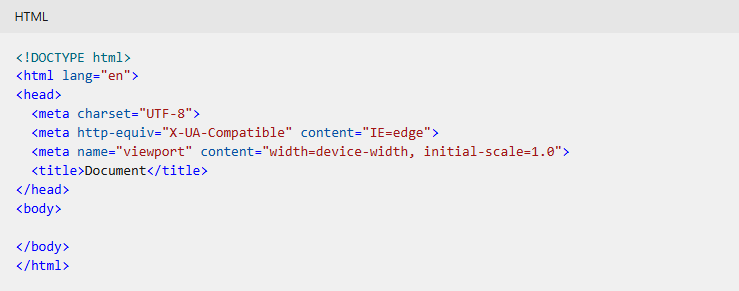 HTML
<!DOCTYPE html>
<html lang="en">
<head>
  <meta charset="UTF-8">
  <meta http-equiv="X-UA-Compatible" content="IE=edge">
  <meta name="viewport" content="width=device-width, initial-scale=1.0">
  <title>Document</title>
</head>
<body>

</body>
</html>